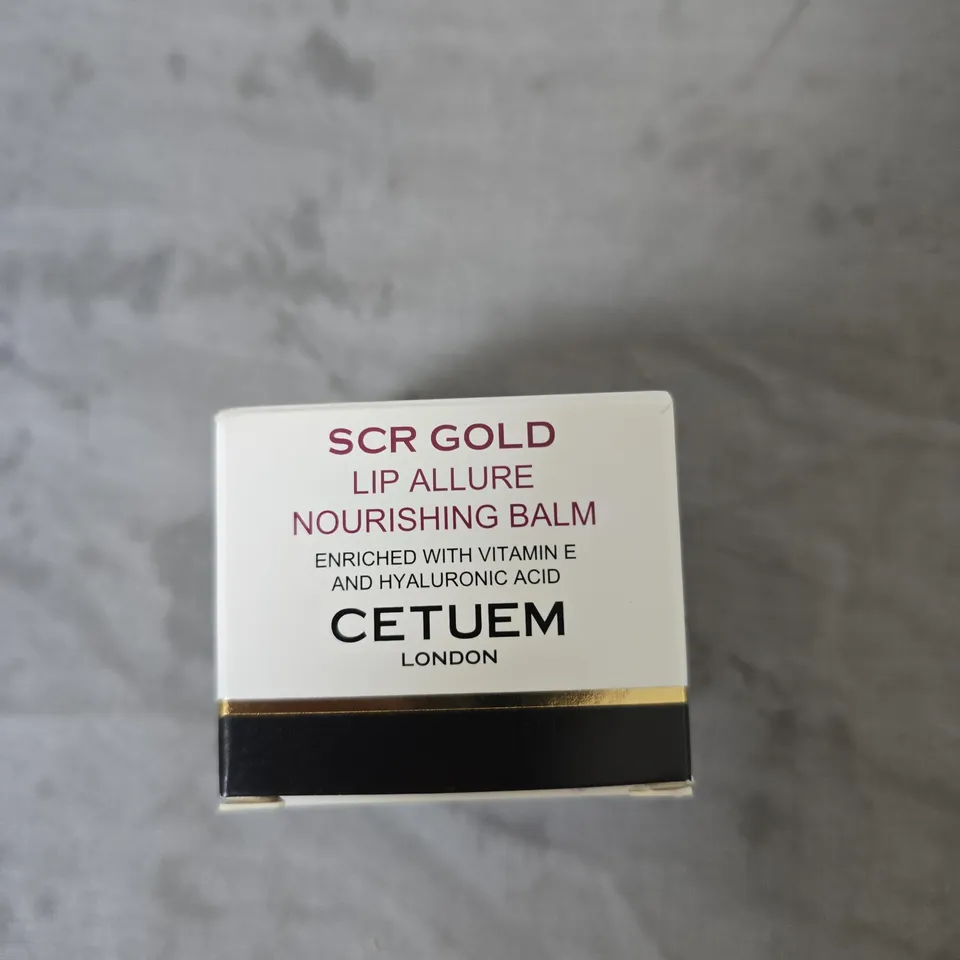 SCR GOLD
LIP ALLURE
NOURISHING BALM
ENRICHED WITH VITAMIN E
AND HYALURONIC ACID
CETUEM
LONDON